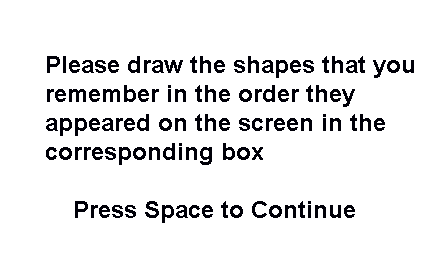 Please draw the shapes that you
remember in the order they
appeared on the screen in the
corresponding box
Press Space to Continue